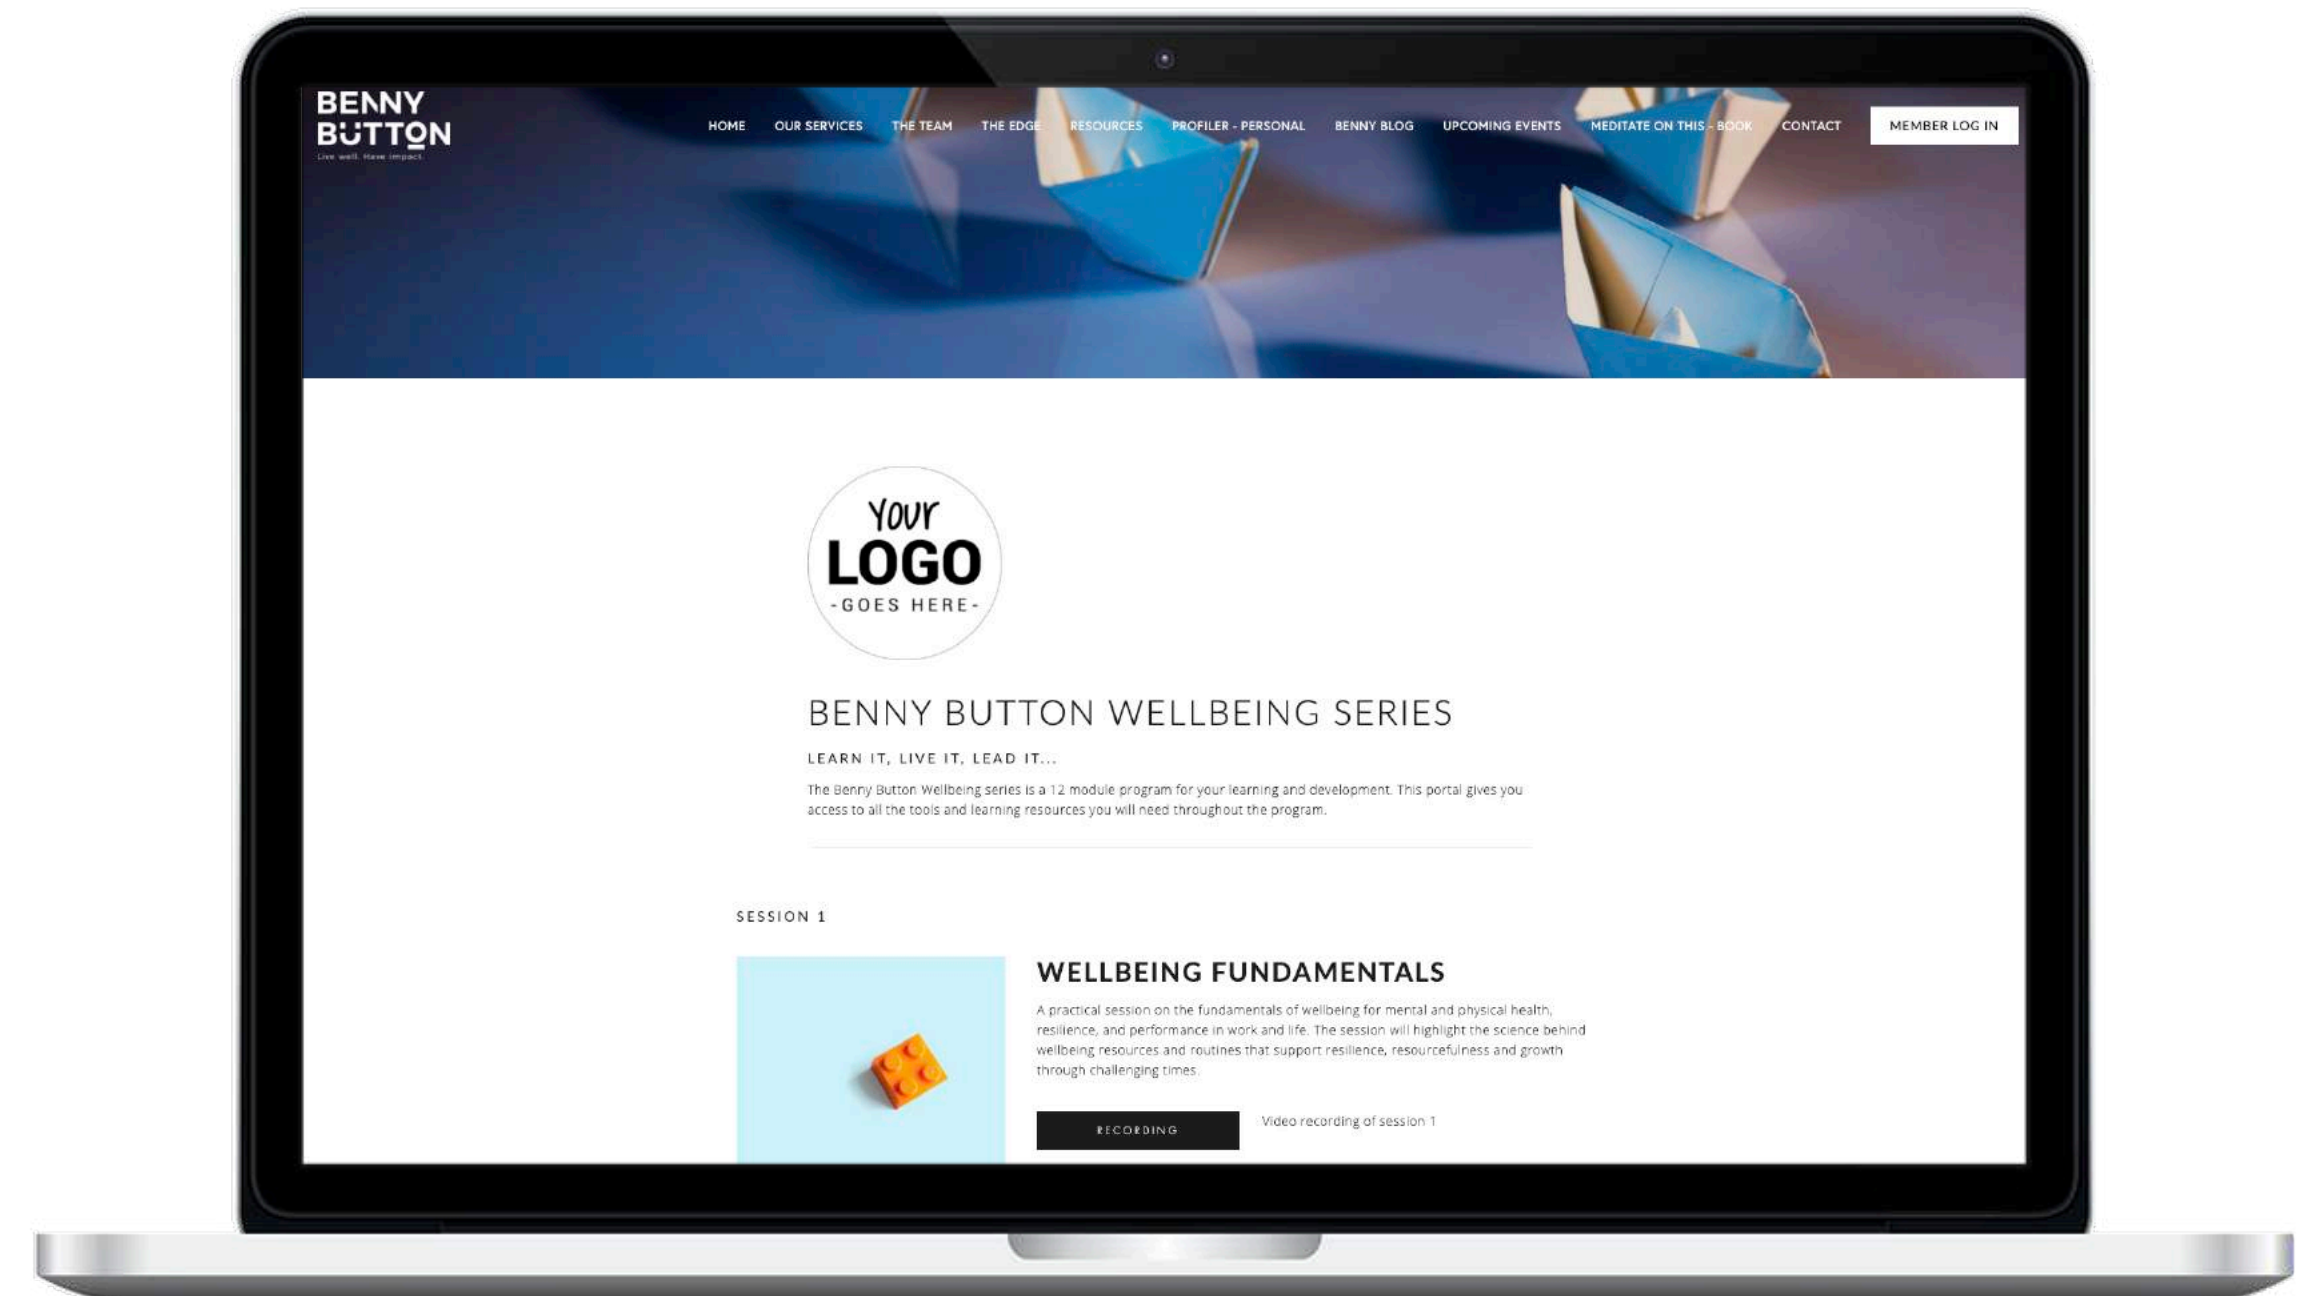 BENNY
BUTTON
Live well. Have impact.
HOME OUR SERVICES THE TEAM THE EDGE RESOURCES PROFILER - PERSONAL BENNY BLOG UPCOMING EVENTS MEDITATE ON THIS - BOOK CONTACT MEMBER LOG IN
Your
LOGO
-GOES HERE-
BENNY BUTTON WELLBEING SERIES
LEARN IT, LIVE IT, LEAD IT...
The Benny Button Wellbeing series is a 12 module program for your learning and development. This portal gives you
access to all the tools and learning resources you will need throughout the program.
SESSION 1
WELLBEING FUNDAMENTALS
A practical session on the fundamentals of wellbeing for mental and physical health,
resilience, and performance in work and life. The session will highlight the science behind
wellbeing resources and routines that support resilience, resourcefulness and growth
through challenging times.
RECORDING Video recording of session 1